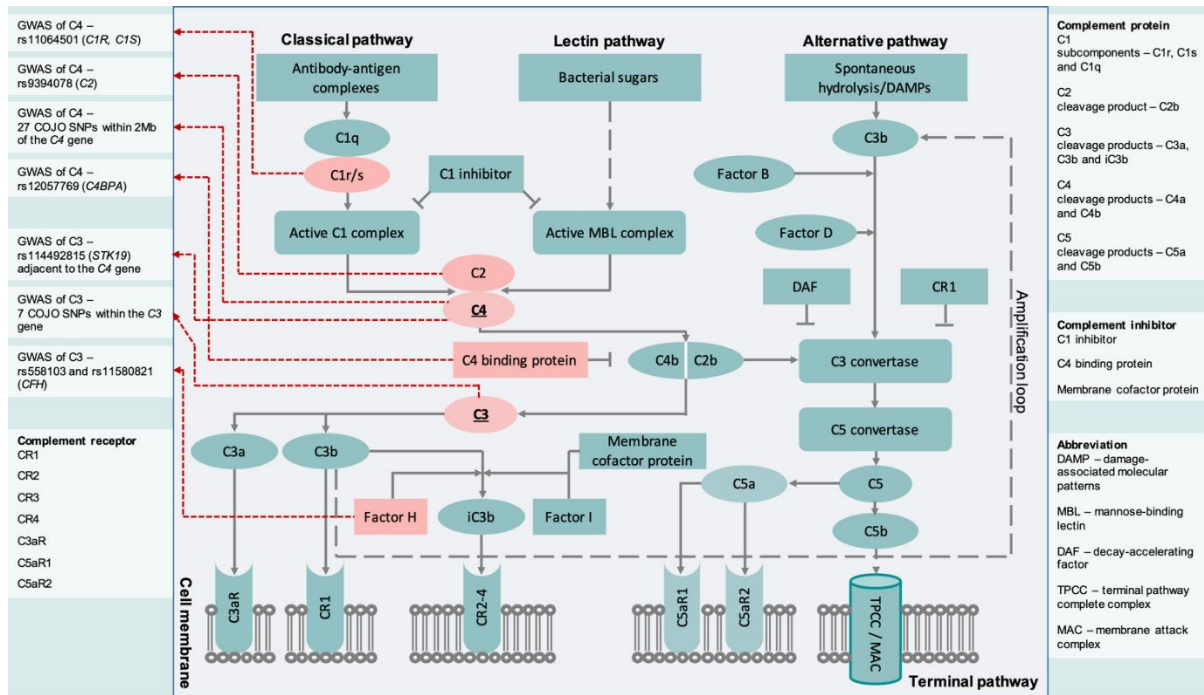 GWAS of C4 –
rs11064501 (C1R, C1S)
GWAS of C4 –
rs9394078 (C2)
GWAS of C4 –
27 COJO SNPs within 2Mb
of the C4 gene
GWAS of C4 –
rs12057769 (C4BPA)
GWAS of C3 –
rs114492815 (STK19)
adjacent to the C4 gene
GWAS of C3 –
7 COJO SNPs within the C3
gene
GWAS of C3 –
rs558103 and rs11580821
(CFH)
Complement receptor
CR1
CR2
CR3
CR4
C3aR
C5aR1
C5aR2
Classical pathway
Lectin pathway
Alternative pathway
Antibody-antigen
complexes
Bacterial sugars
Spontaneous
hydrolysis/DAMPs
C1q
C3b
C1r/s
C1 inhibitor
Factor B
Active C1 complex
Active MBL complex
Factor D
C2
C4
DAF
CR1
Amplification loop
C4 binding protein
C4b
C2b
C3 convertase
C3
C5 convertase
C3a
C3b
Membrane
cofactor protein
C5a
C5
Factor H
iC3b
Factor I
C5b
Cell membrane
C3aR
CR1
CR2-4
C5aR1
C5aR2
TPCC / MAC
Terminal pathway
Complement protein
C1
subcomponents – C1r, C1s
and C1q
C2
cleavage product – C2b
C3
cleavage products – C3a,
C3b and iC3b
C4
cleavage products – C4a
and C4b
C5
cleavage products – C5a
and C5b
Complement inhibitor
C1 inhibitor
C4 binding protein
Membrane cofactor protein
Abbreviation
DAMP – damage-
associated molecular
patterns
MBL – mannose-binding
lectin
DAF – decay-accelerating
factor
TPCC – terminal pathway
complete complex
MAC – membrane attack
complex